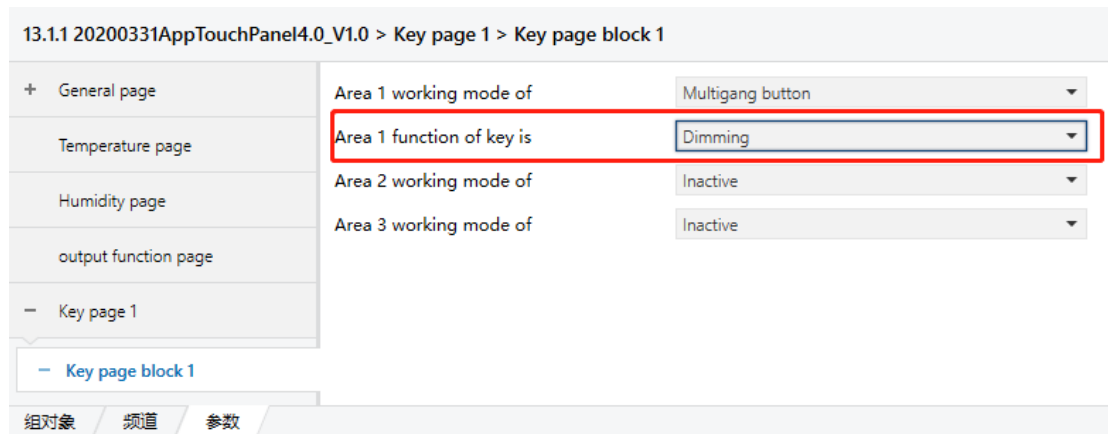 13.1.1 20200331AppTouchPanel4.0_V1.0 > Key page 1 > Key page block 1
+ General page
Temperature page
Humidity page
output function page
− Key page 1
− Key page block 1
Area 1 working mode of Multigang button
Area 1 function of key is Dimming
Area 2 working mode of Inactive
Area 3 working mode of Inactive
组对象 频道 参数